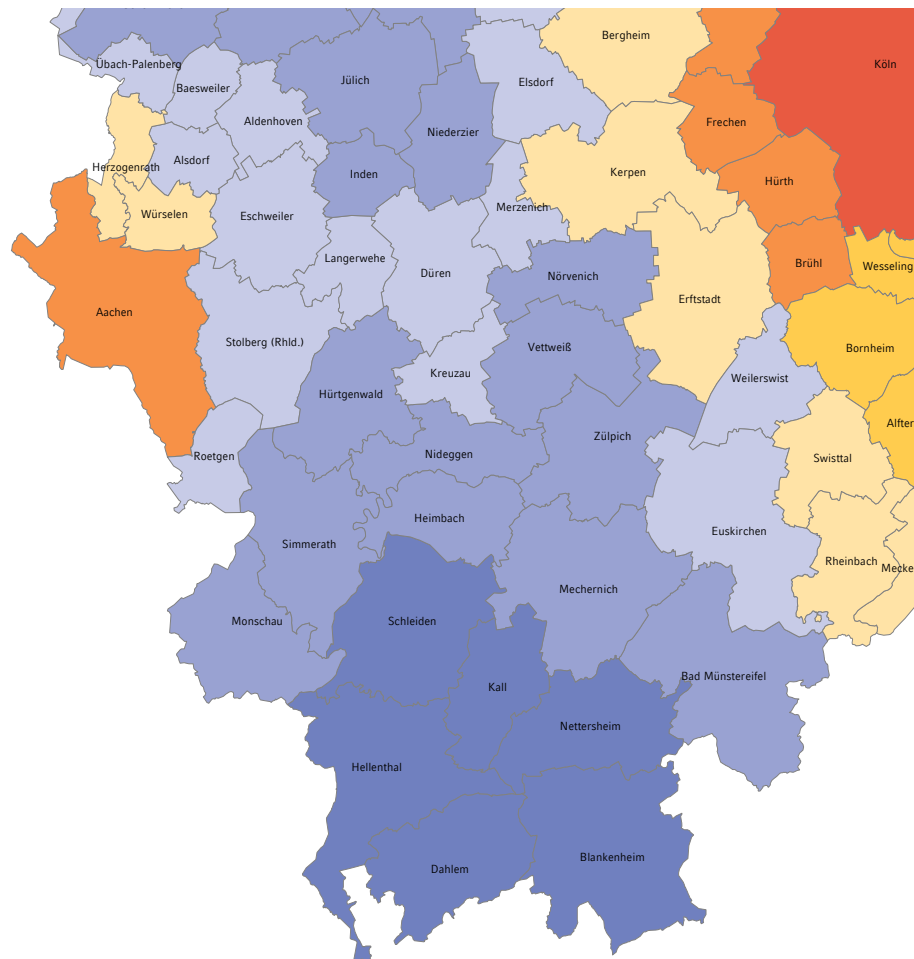 Bergheim
Köln
Übach-Palenberg
Baesweiler
Jülich
Elsdorf
Aldenhoven
Niederzier
Frechen
Herzogenrath
Alsdorf
Inden
Kerpen
Hürth
Würselen
Eschweiler
Merzenich
Langerwehe
Düren
Nörvenich
Brühl
Wesseling
Aachen
Erftstadt
Stolberg (Rhld.)
Vettweiß
Bornheim
Kreuzau
Weilerswist
Hürtgenwald
Alfter
Zülpich
Roetgen
Nideggen
Swisttal
Heimbach
Euskirchen
Simmerath
Rheinbach
Mecke
Mechernich
Monschau
Schleiden
Bad Münstereifel
Kall
Nettersheim
Hellenthal
Blankenheim
Dahlem